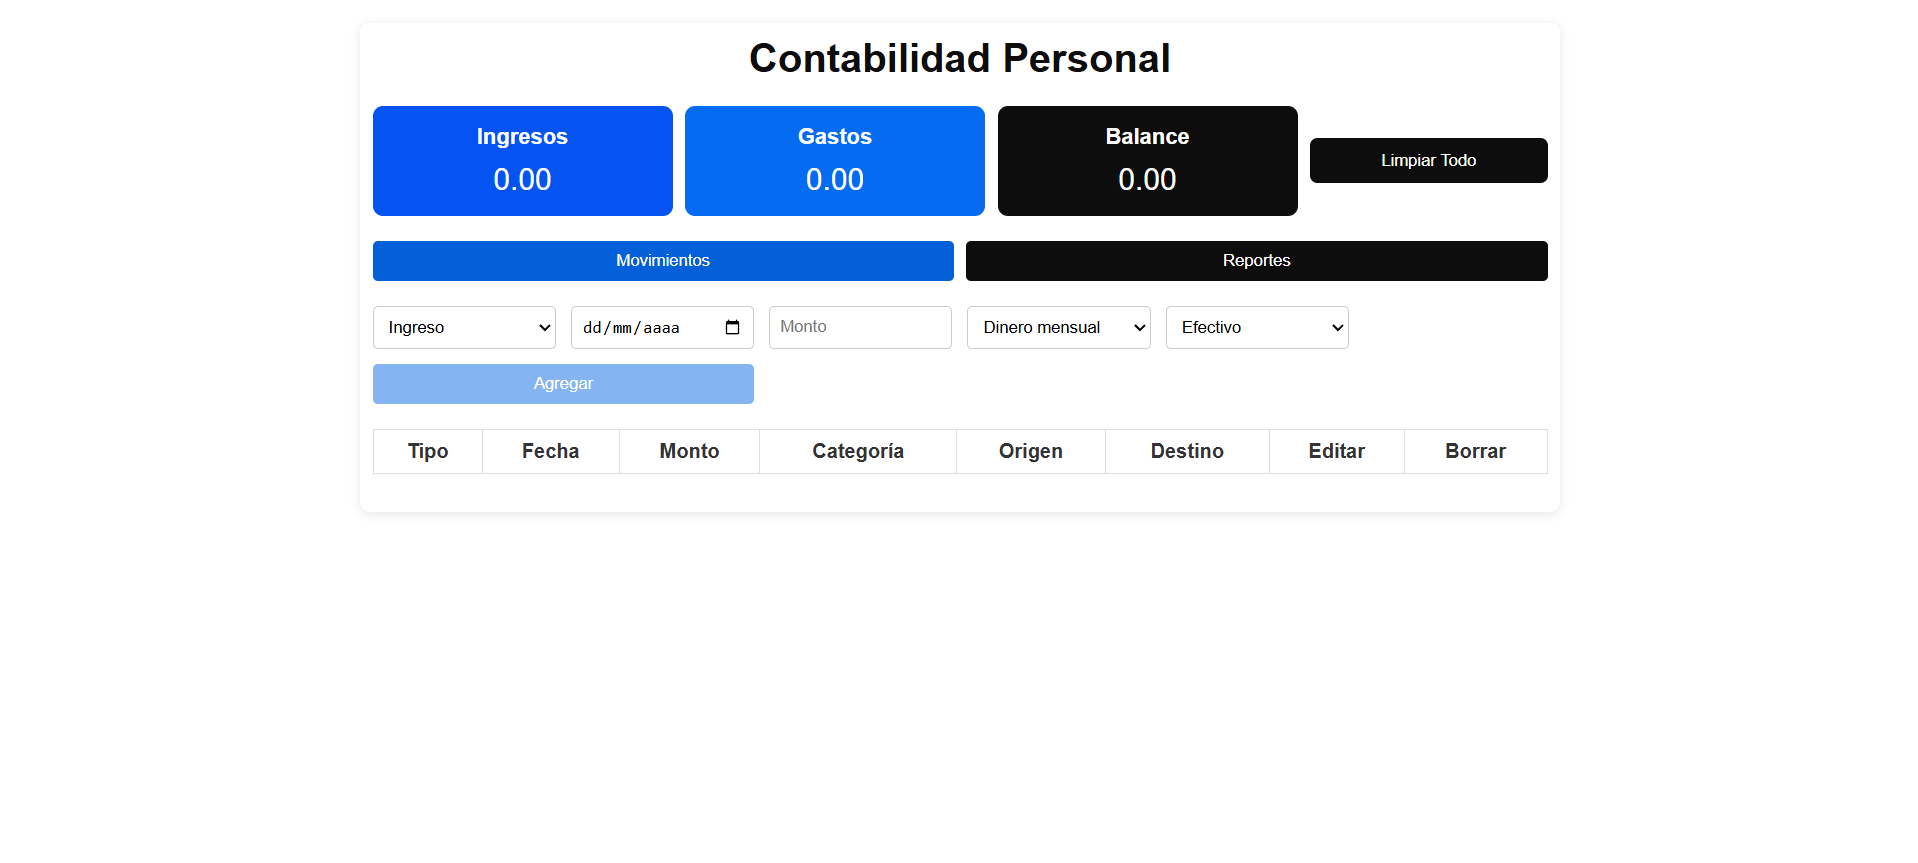 Contabilidad Personal
Ingresos
0.00
Gastos
0.00
Balance
0.00
Limpiar Todo
Movimientos
Reportes
Ingreso
dd/mm/aaaa
Monto
Dinero mensual
Efectivo
Agregar
Tipo Fecha Monto Categoría Origen Destino Editar Borrar